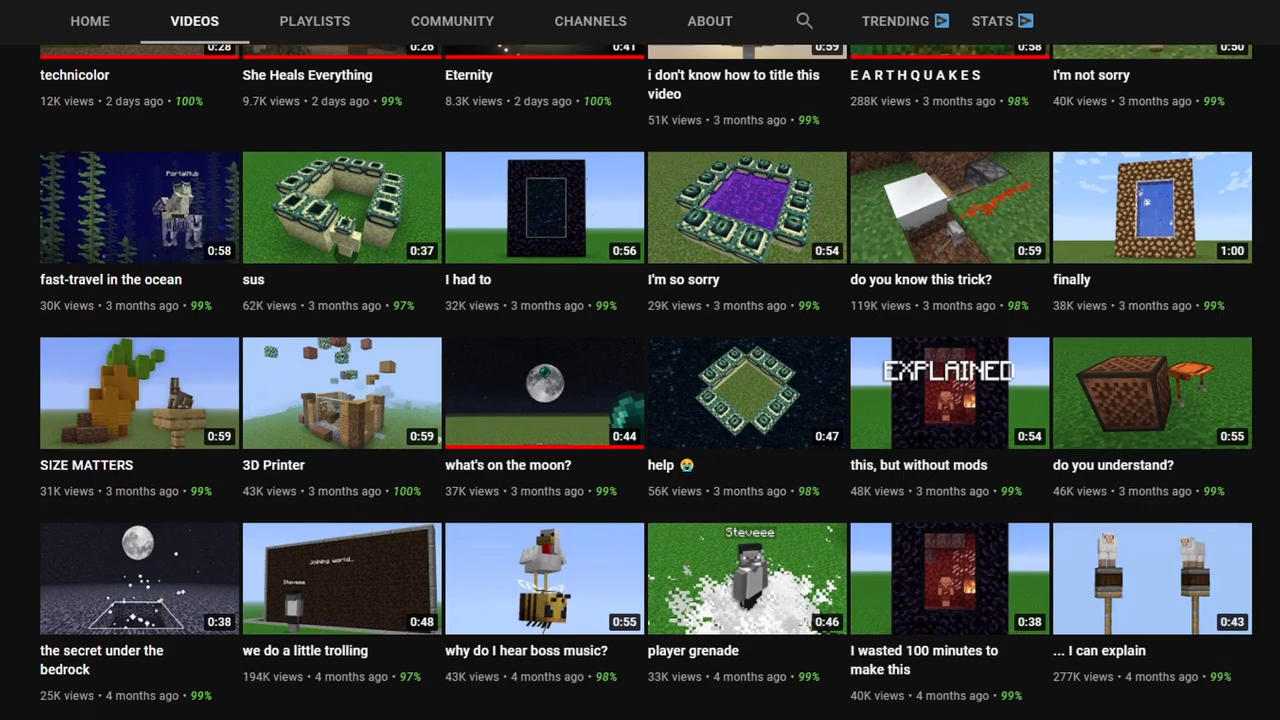 HOME VIDEOS PLAYLISTS COMMUNITY CHANNELS ABOUT TRENDING STATS
0:28 0:26 0:41 0:59 0:58 0:50
technicolor
12K views • 2 days ago • 100%
She Heals Everything
9.7K views • 2 days ago • 99%
Eternity
8.3K views • 2 days ago • 100%
i don't know how to title this
video
51K views • 3 months ago • 99%
E A R T H Q U A K E S
288K views • 3 months ago • 98%
I'm not sorry
40K views • 3 months ago • 99%
PortalHub
0:58
fast-travel in the ocean
30K views • 3 months ago • 99%
0:37
sus
62K views • 3 months ago • 97%
0:56
I had to
32K views • 3 months ago • 99%
0:54
I'm so sorry
29K views • 3 months ago • 99%
0:59
do you know this trick?
119K views • 3 months ago • 98%
1:00
finally
38K views • 3 months ago • 99%
0:59
SIZE MATTERS
31K views • 3 months ago • 99%
0:59
3D Printer
43K views • 3 months ago • 100%
0:44
what's on the moon?
37K views • 3 months ago • 99%
0:47
help 😭
56K views • 3 months ago • 98%
EXPLAINED
0:54
this, but without mods
48K views • 3 months ago • 99%
0:55
do you understand?
46K views • 3 months ago • 99%
0:38
the secret under the
bedrock
25K views • 4 months ago • 99%
Joining world...
Steveee
0:48
we do a little trolling
194K views • 4 months ago • 97%
0:55
why do I hear boss music?
43K views • 4 months ago • 98%
Steveee
0:46
player grenade
33K views • 4 months ago • 99%
0:38
I wasted 100 minutes to
make this
40K views • 4 months ago • 99%
0:43
... I can explain
277K views • 4 months ago • 99%